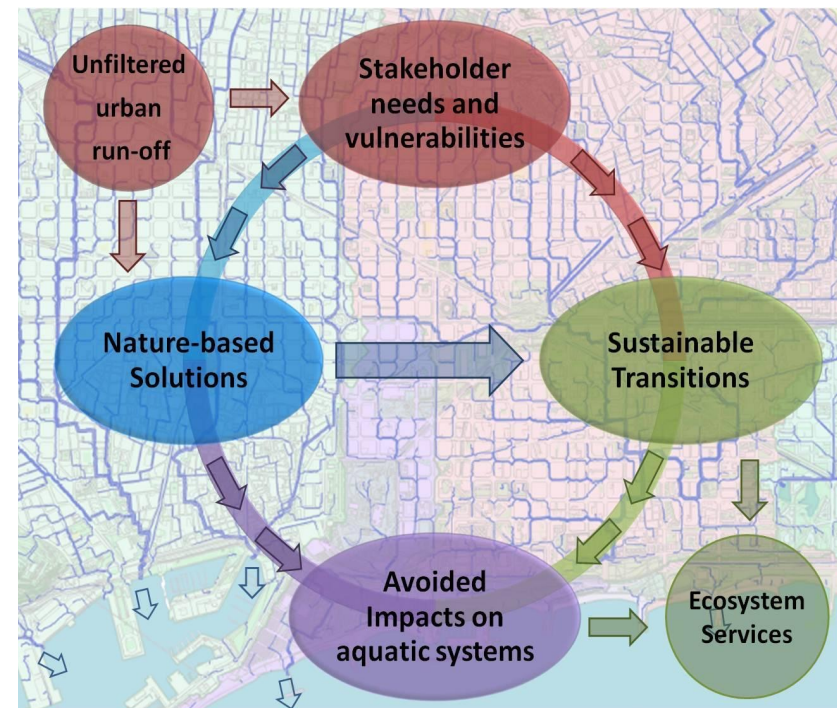 Unfiltered
urban
run-off
Stakeholder
needs and
vulnerabilities
Nature-based
Solutions
Sustainable
Transitions
Avoided
Impacts on
aquatic systems
Ecosystem
Services